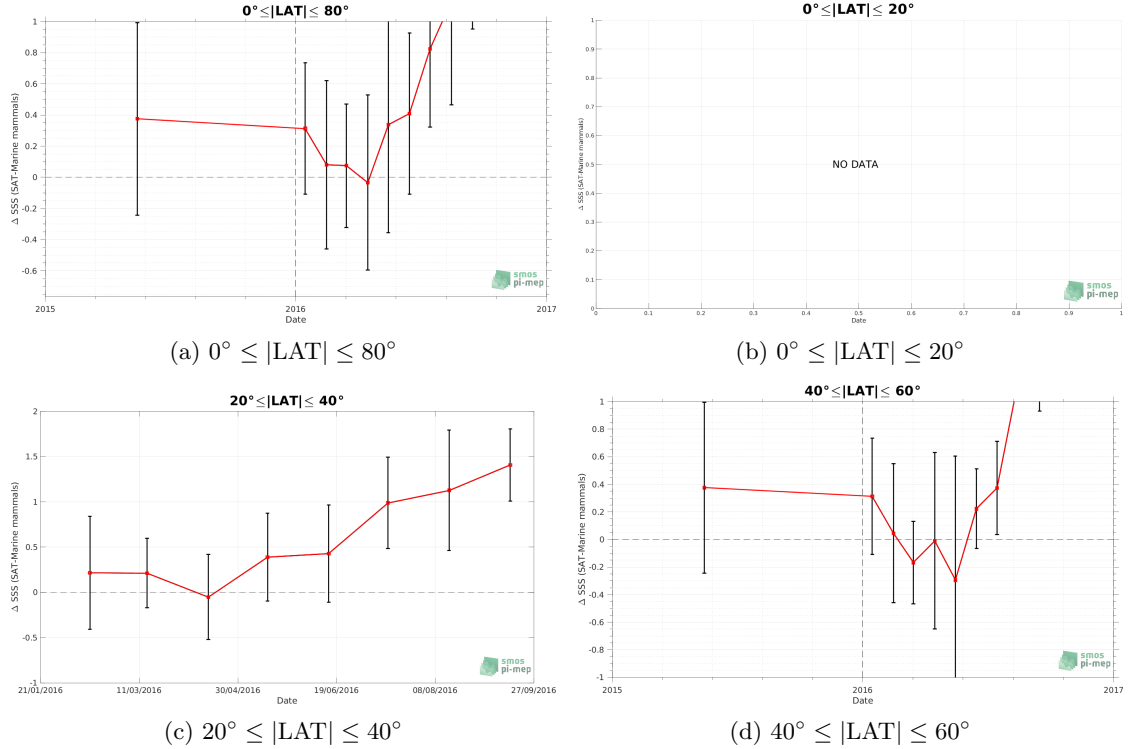 0°≤|LAT|≤ 80°
1
0.8
0.6
0.4
0.2
0
-0.2
-0.4
-0.6
Δ SSS (SAT-Marine mammals)
2015
2016
2017
Date
smos
pi-mep
(a) 0° ≤ |LAT| ≤ 80°
0°≤|LAT|≤ 20°
1
0.9
0.8
0.7
0.6
0.5
0.4
0.3
0.2
0.1
0
Δ SSS (SAT-Marine mammals)
NO DATA
0 0.1 0.2 0.3 0.4 0.5 0.6 0.7 0.8 0.9 1
Date
smos
pi-mep
(b) 0° ≤ |LAT| ≤ 20°
20°≤|LAT|≤ 40°
2
1.5
1
0.5
0
-0.5
-1
Δ SSS (SAT-Marine mammals)
21/01/2016 11/03/2016 30/04/2016 19/06/2016 08/08/2016 27/09/2016
Date
smos
pi-mep
(c) 20° ≤ |LAT| ≤ 40°
40°≤|LAT|≤ 60°
1
0.8
0.6
0.4
0.2
0
-0.2
-0.4
-0.6
-0.8
-1
Δ SSS (SAT-Marine mammals)
2015 2016 2017
Date
smos
pi-mep
(d) 40° ≤ |LAT| ≤ 60°